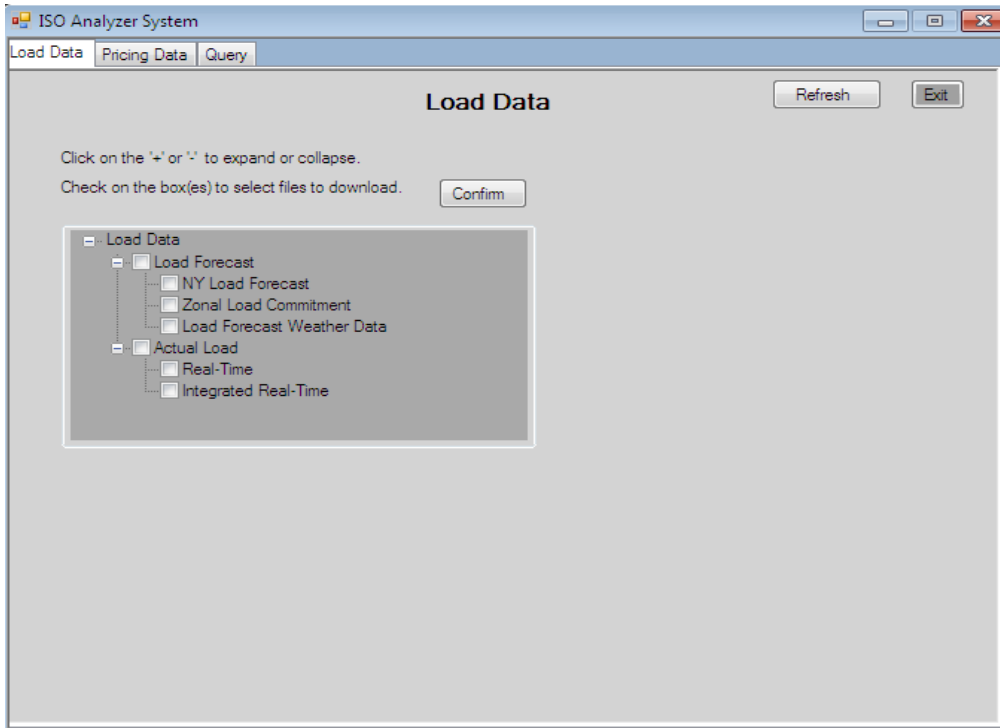 ISO Analyzer System
Load Data Pricing Data Query
Load Data
Refresh
Exit
Click on the '+' or '-' to expand or collapse.
Check on the box(es) to select files to download.
Confirm
Load Data
Load Forecast
NY Load Forecast
Zonal Load Commitment
Load Forecast Weather Data
Actual Load
Real-Time
Integrated Real-Time